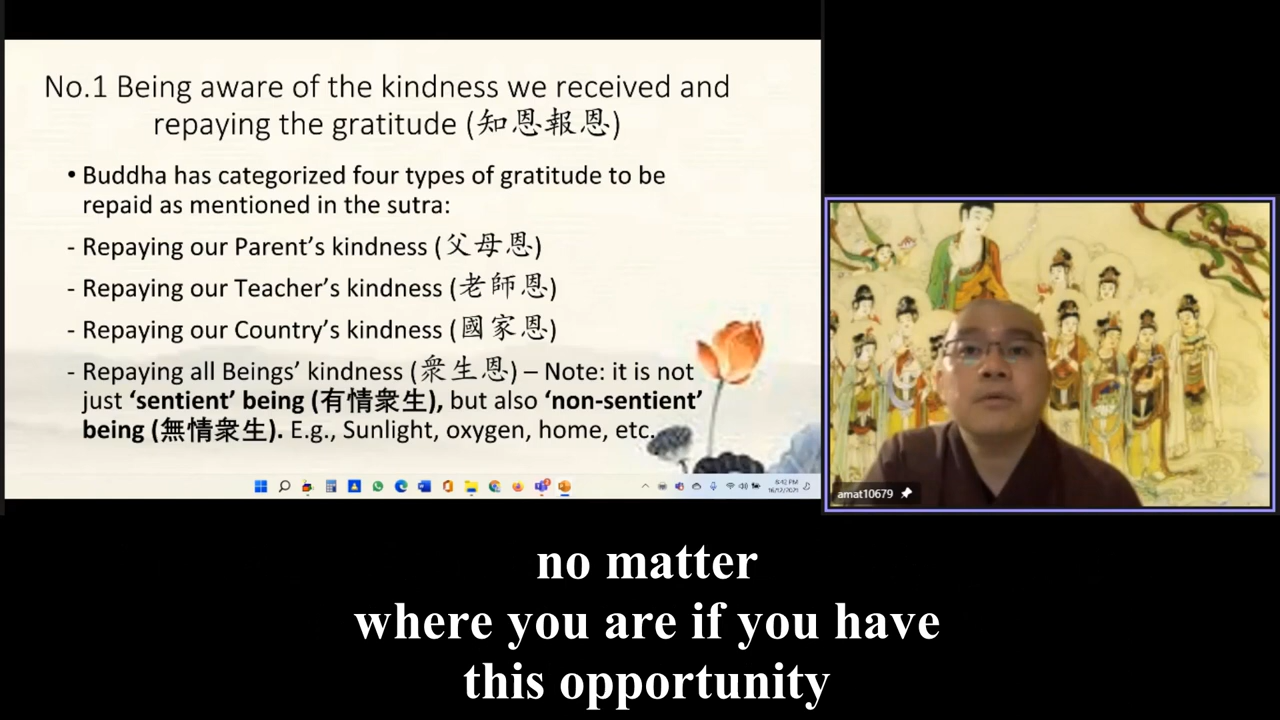 No.1 Being aware of the kindness we received and
repaying the gratitude (知恩報恩)
• Buddha has categorized four types of gratitude to be
repaid as mentioned in the sutra:
- Repaying our Parent's kindness (父母恩)
- Repaying our Teacher's kindness (老師恩)
- Repaying our Country's kindness (國家恩)
- Repaying all Beings' kindness (衆生恩) – Note: it is not
just ‘sentient’ being (有情衆生), but also ‘non-sentient’
being (無情衆生). E.g., Sunlight, oxygen, home, etc.
amat10679
no matter
where you are if you have
this opportunity